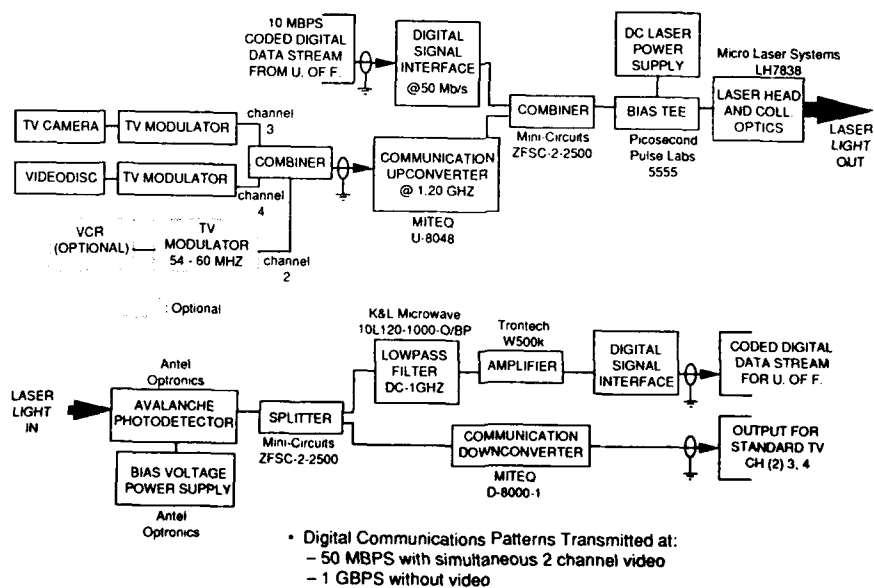 10 MBPS
CODED DIGITAL
DATA STREAM
FROM U. OF F.
DIGITAL
SIGNAL
INTERFACE
@50 Mb/s
DC LASER
POWER
SUPPLY
Micro Laser Systems
LH7838
TV CAMERA
TV MODULATOR
channel
3
COMBINER
COMMUNICATION
UPCONVERTER
@ 1.20 GHZ
MITEQ
U-8048
COMBINER
Mini-Circuits
ZFSC-2-2500
BIAS TEE
Picosecond
Pulse Labs
5555
LASER HEAD
AND COLL.
OPTICS
LASER
LIGHT
OUT
VIDEODISC
TV MODULATOR
channel
4
VCR
(OPTIONAL)
TV
MODULATOR
54 - 60 MHZ
channel
2
: Optional
LASER
LIGHT
IN
Antel
Optronics
AVALANCHE
PHOTODETECTOR
BIAS VOLTAGE
POWER SUPPLY
Antel
Optronics
SPLITTER
Mini-Circuits
ZFSC-2-2500
K&L Microwave
10L120-1000-O/BP
LOWPASS
FILTER
DC-1GHZ
Trontech
W500k
AMPLIFIER
DIGITAL
SIGNAL
INTERFACE
CODED DIGITAL
DATA STREAM
FOR U. OF F.
COMMUNICATION
DOWNCONVERTER
MITEQ
D-8000-1
OUTPUT FOR
STANDARD TV
CH (2) 3, 4
• Digital Communications Patterns Transmitted at:
– 50 MBPS with simultaneous 2 channel video
– 1 GBPS without video